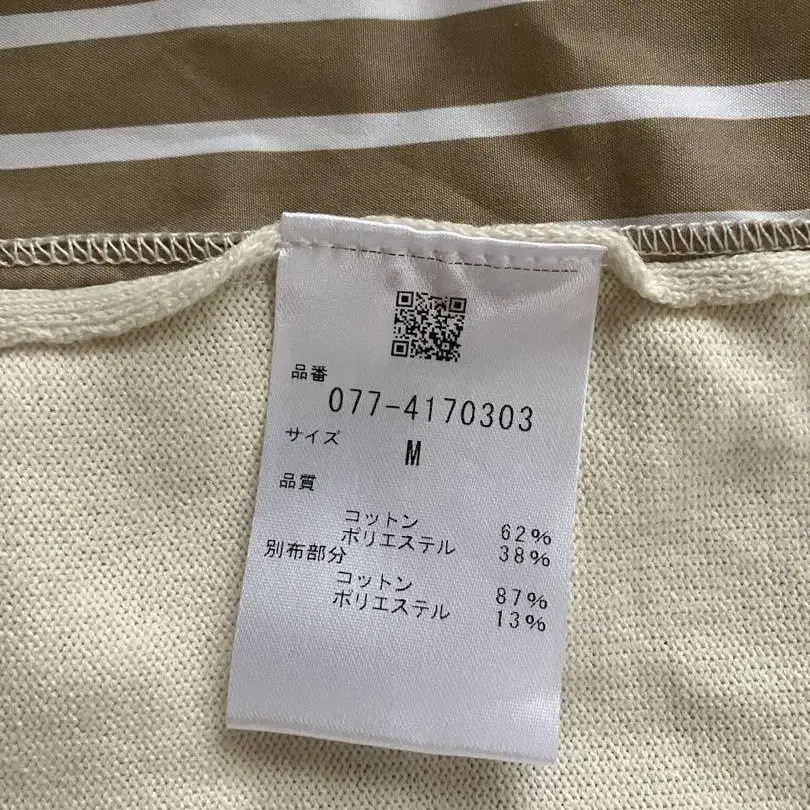 品番
077-4170303
サイズ
M
品質
コットン 62%
ポリエステル 38%
別布部分
コットン 87%
ポリエステル 13%